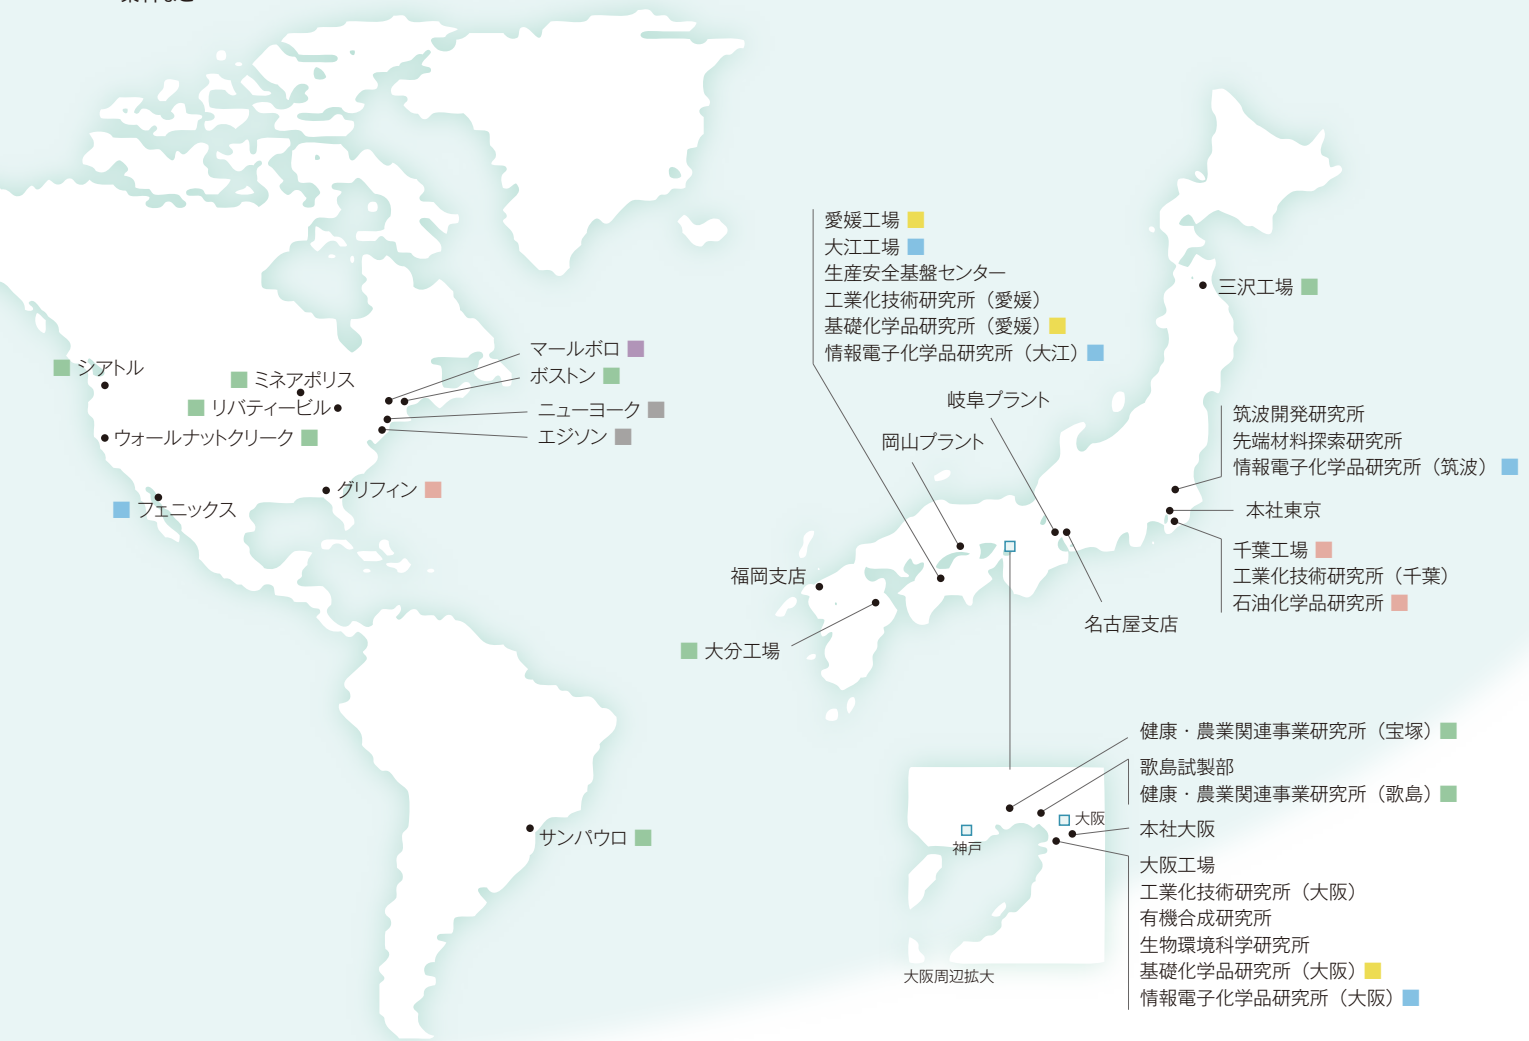 シアトル
ミネアポリス
リバティービル
ウォールナットクリーク
フェニックス
マールボロ
ボストン
ニューヨーク
エジソン
グリフィン
サンパウロ
愛媛工場
大江工場
生産安全基盤センター
工業化技術研究所（愛媛）
基礎化学品研究所（愛媛）
情報電子化学品研究所（大江）
岐阜プラント
岡山プラント
福岡支店
大分工場
三沢工場
筑波開発研究所
先端材料探索研究所
情報電子化学品研究所（筑波）
本社東京
千葉工場
工業化技術研究所（千葉）
石油化学品研究所
名古屋支店
健康・農業関連事業研究所（宝塚）
歌島試製部
健康・農業関連事業研究所（歌島）
大阪
神戸
本社大阪
大阪工場
工業化技術研究所（大阪）
有機合成研究所
生物環境科学研究所
基礎化学品研究所（大阪）
情報電子化学品研究所（大阪）
大阪周辺拡大